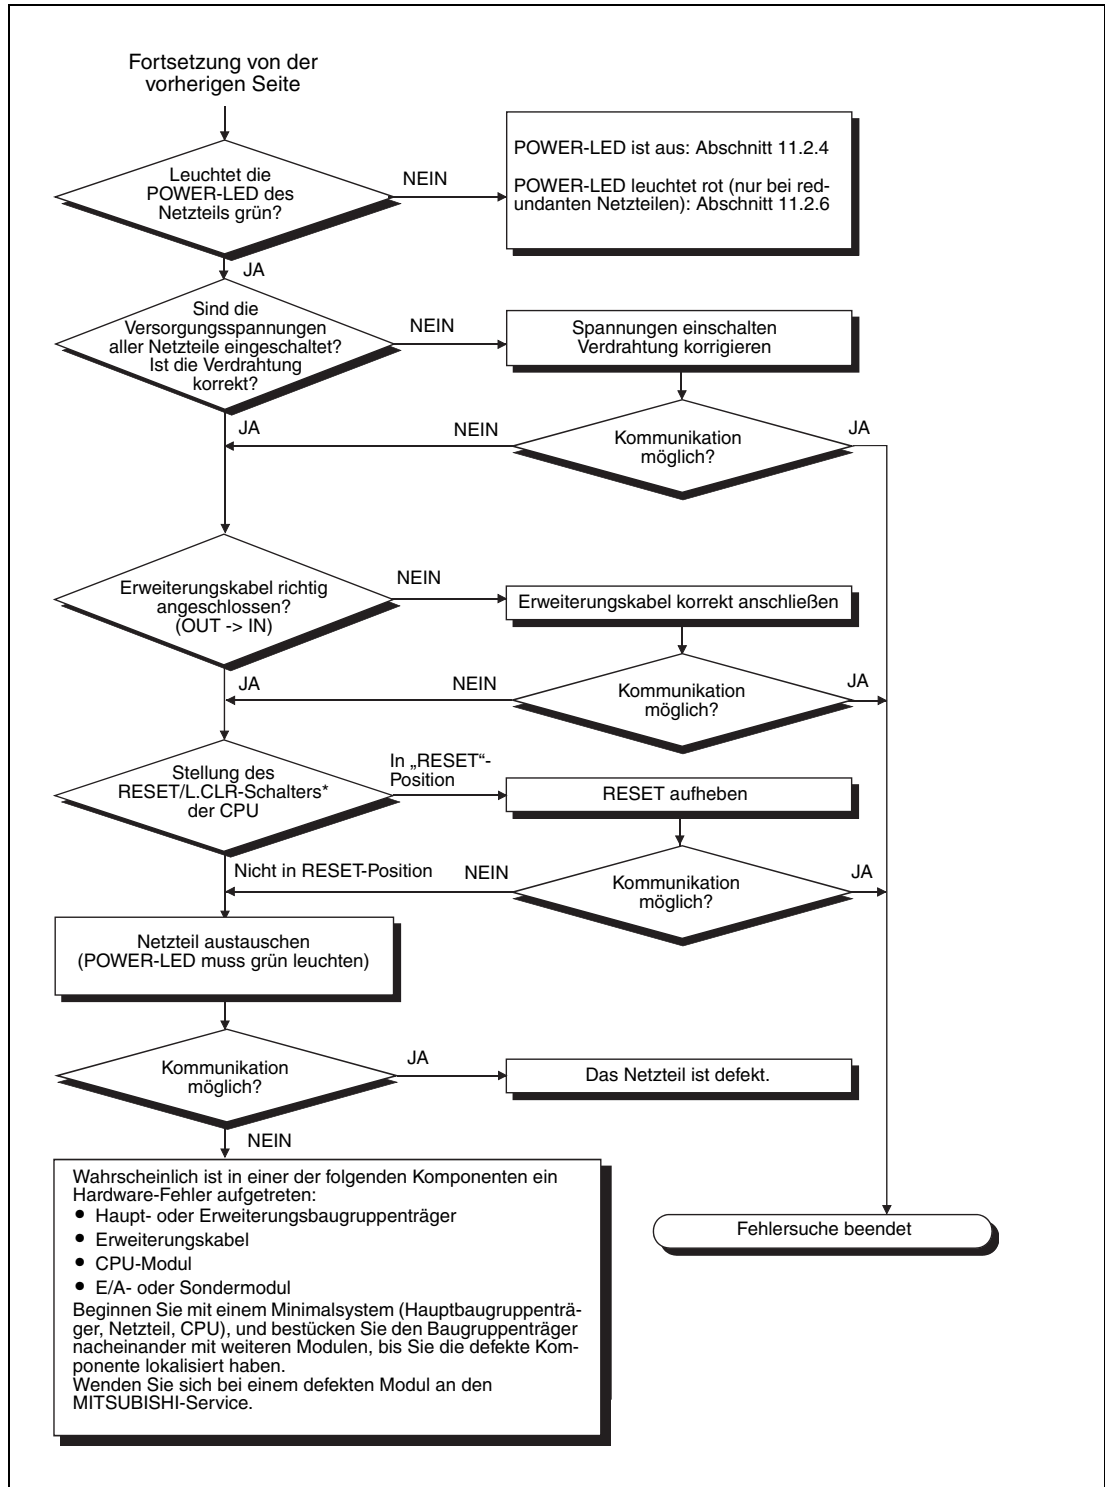 Fortsetzung von der
vorherigen Seite
Leuchtet die
POWER-LED des
Netzteils grün?
NEIN
POWER-LED ist aus: Abschnitt 11.2.4
POWER-LED leuchtet rot (nur bei red-
undanten Netzteilen): Abschnitt 11.2.6
JA
Sind die
Versorgungsspannungen
aller Netzteile eingeschaltet?
Ist die Verdrahtung
korrekt?
NEIN
Spannungen einschalten
Verdrahtung korrigieren
JA
NEIN
Kommunikation
möglich?
JA
Erweiterungskabel richtig
angeschlossen?
(OUT -> IN)
NEIN
Erweiterungskabel korrekt anschließen
JA
NEIN
Kommunikation
möglich?
JA
Stellung des
RESET/L.CLR-Schalters*
der CPU
In „RESET“-
Position
RESET aufheben
Nicht in RESET-Position
NEIN
Kommunikation
möglich?
JA
Netzteil austauschen
(POWER-LED muss grün leuchten)
Kommunikation
möglich?
JA
Das Netzteil ist defekt.
NEIN
Wahrscheinlich ist in einer der folgenden Komponenten ein
Hardware-Fehler aufgetreten:
● Haupt- oder Erweiterungsbaugruppenträger
● Erweiterungskabel
● CPU-Modul
● E/A- oder Sondermodul
Beginnen Sie mit einem Minimalsystem (Hauptbaugruppenträ-
ger, Netzteil, CPU), und bestücken Sie den Baugruppenträger
nacheinander mit weiteren Modulen, bis Sie die defekte Kom-
ponente lokalisiert haben.
Wenden Sie sich bei einem defekten Modul an den
MITSUBISHI-Service.
Fehlersuche beendet